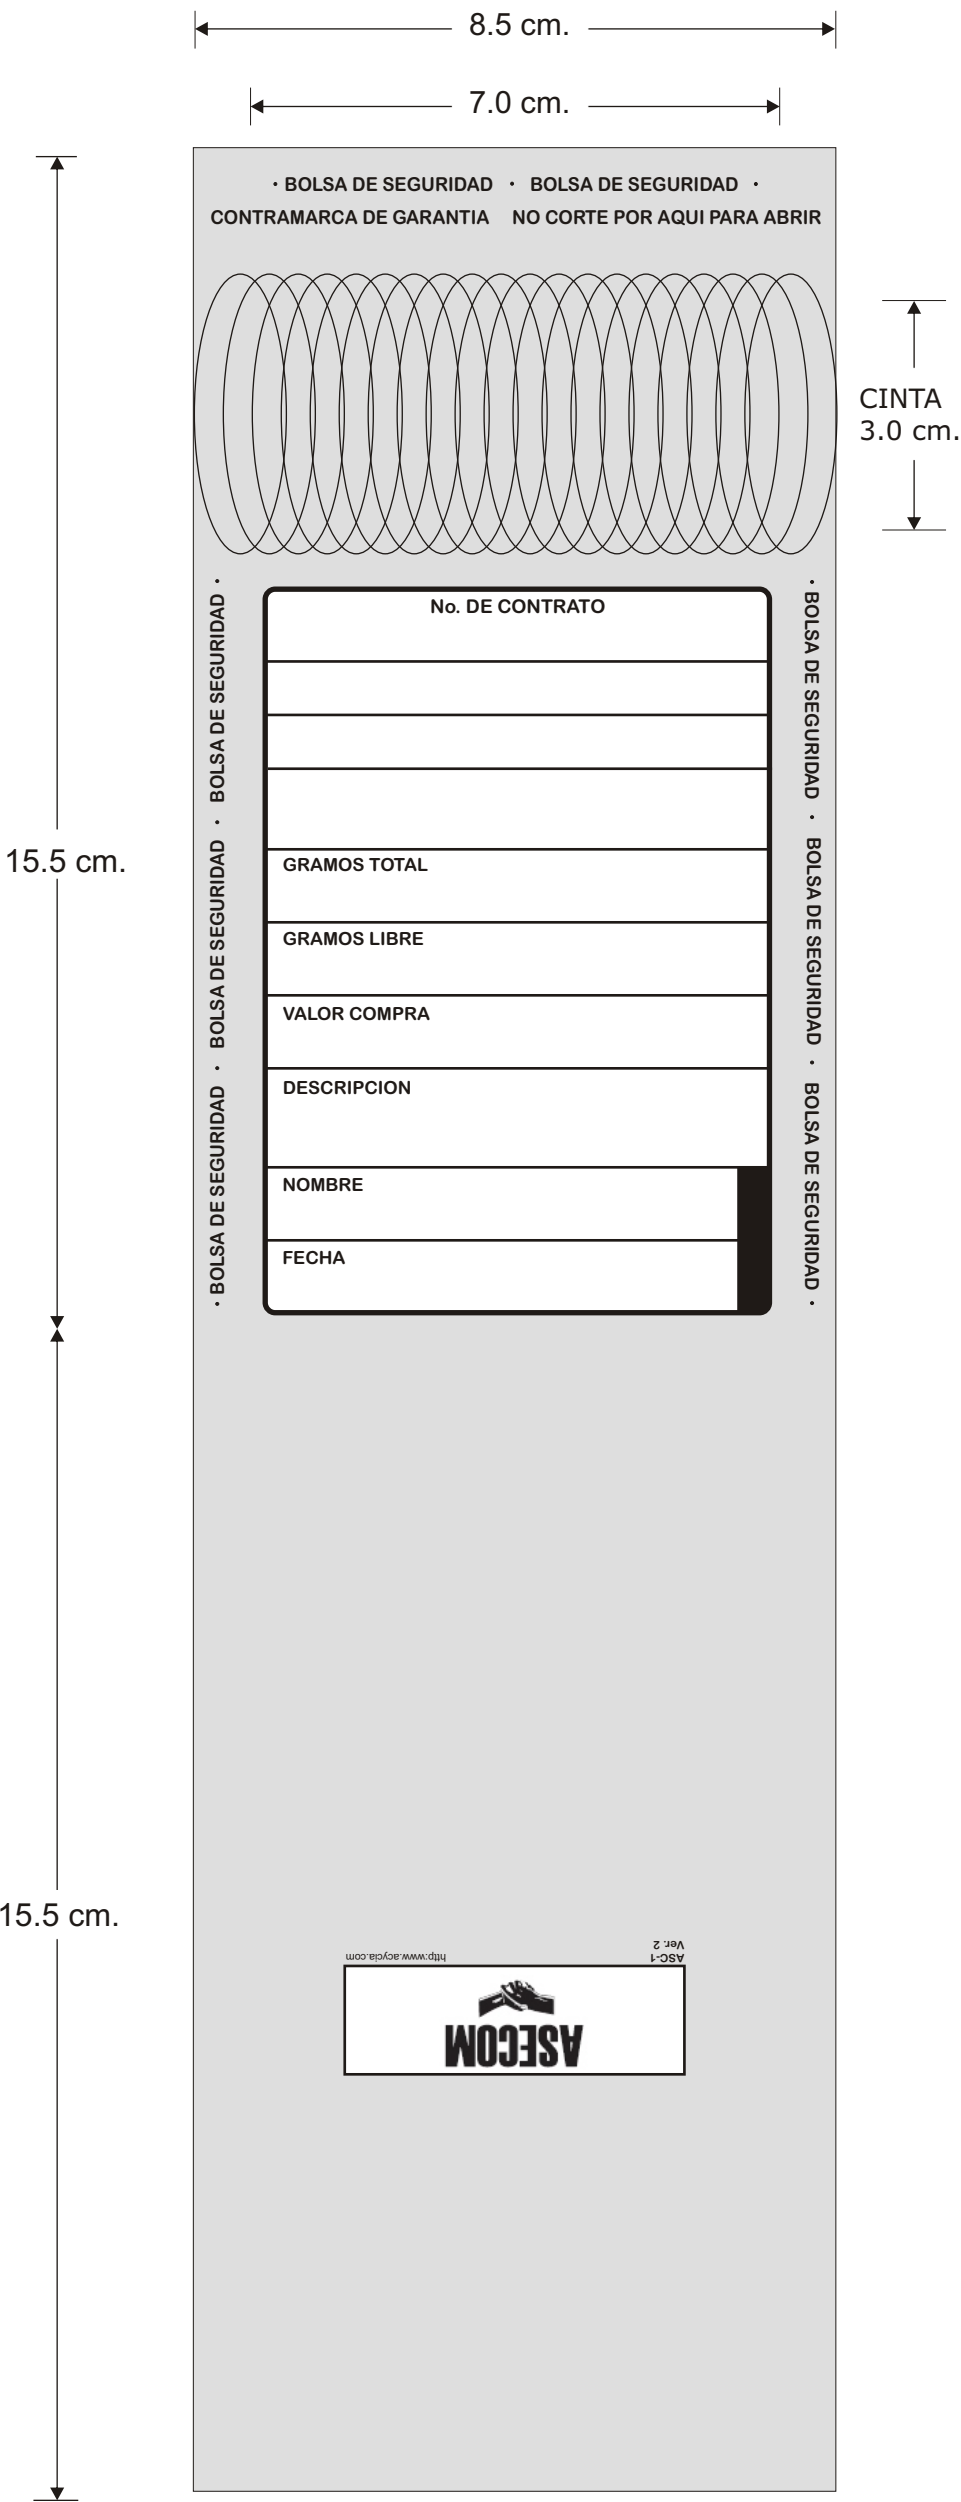 8.5 cm.
7.0 cm.
· BOLSA DE SEGURIDAD · BOLSA DE SEGURIDAD ·
CONTRAMARCA DE GARANTIA NO CORTE POR AQUI PARA ABRIR
CINTA
3.0 cm.
· BOLSA DE SEGURIDAD · BOLSA DE SEGURIDAD · BOLSA DE SEGURIDAD ·
No. DE CONTRATO
GRAMOS TOTAL
GRAMOS LIBRE
VALOR COMPRA
DESCRIPCION
NOMBRE
FECHA
· BOLSA DE SEGURIDAD · BOLSA DE SEGURIDAD · BOLSA DE SEGURIDAD ·
15.5 cm.
15.5 cm.
ASECOM
ASC-1
Ver. 2
http:www.acycia.com